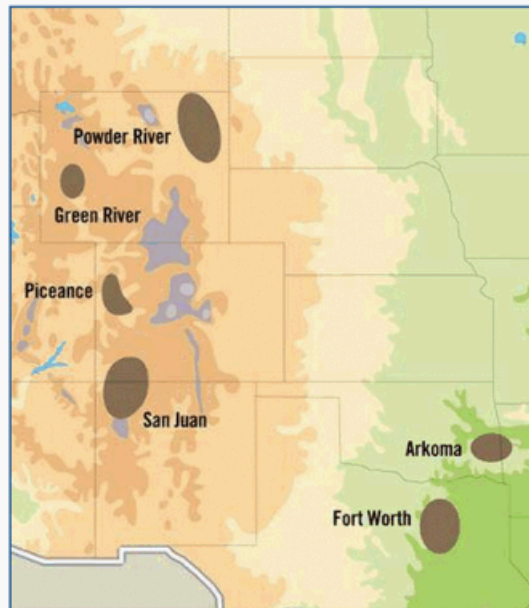 Powder River
Green River
Piceance
San Juan
Arkoma
Fort Worth